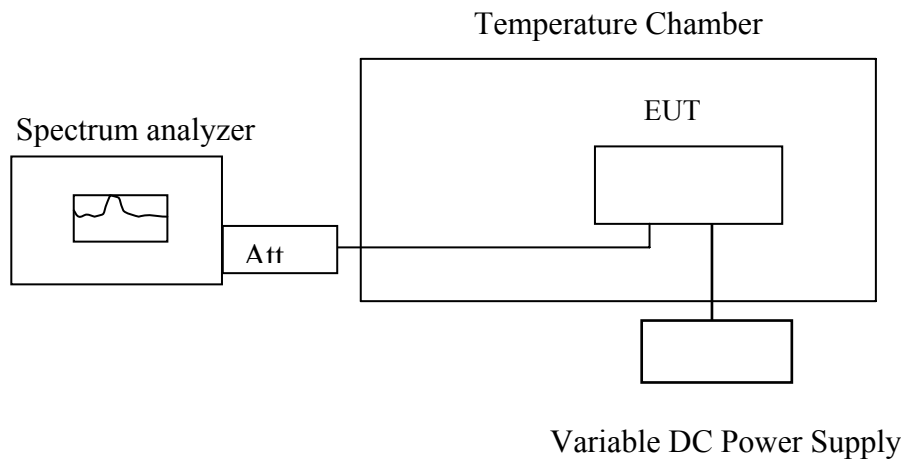 Temperature Chamber
EUT
Spectrum analyzer
Att
Variable DC Power Supply